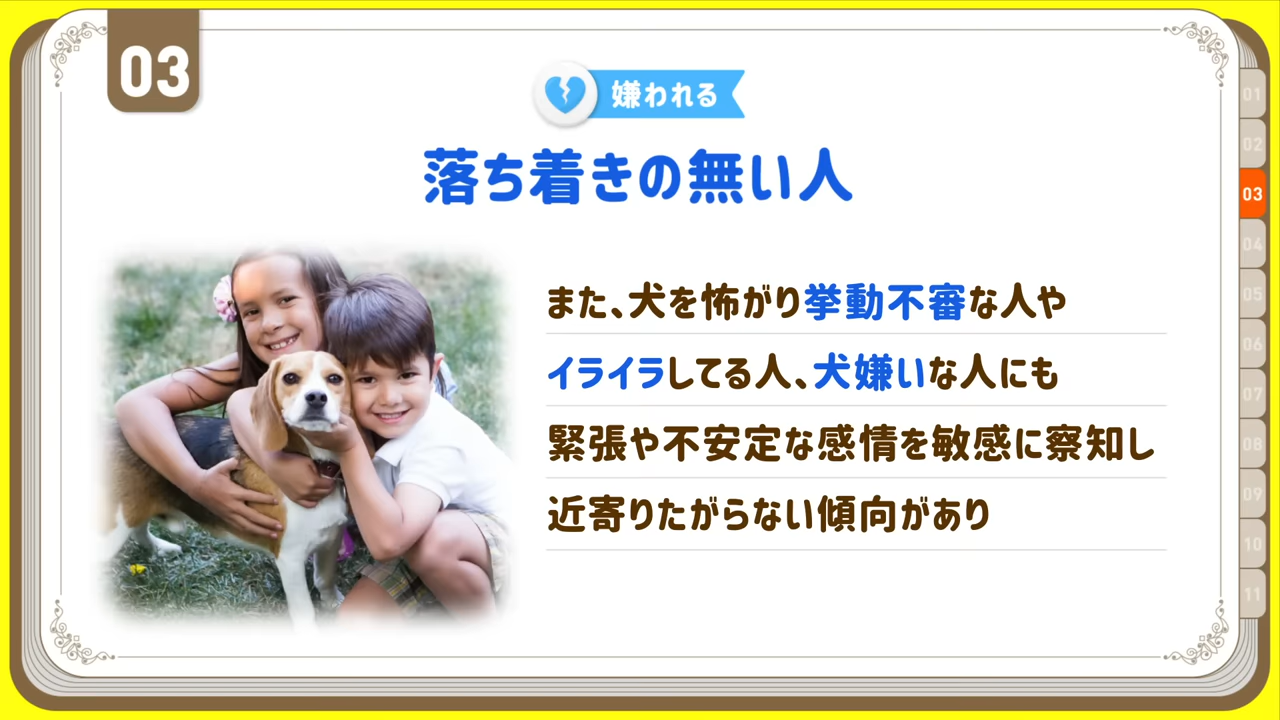 03
嫌われる
落ち着きの無い人
また、犬を怖がり挙動不審な人や
イライラしてる人、犬嫌いな人にも
緊張や不安定な感情を敏感に察知し
近寄りたがらない傾向があり
01
02
03
04
05
06
07
08
09
10
11